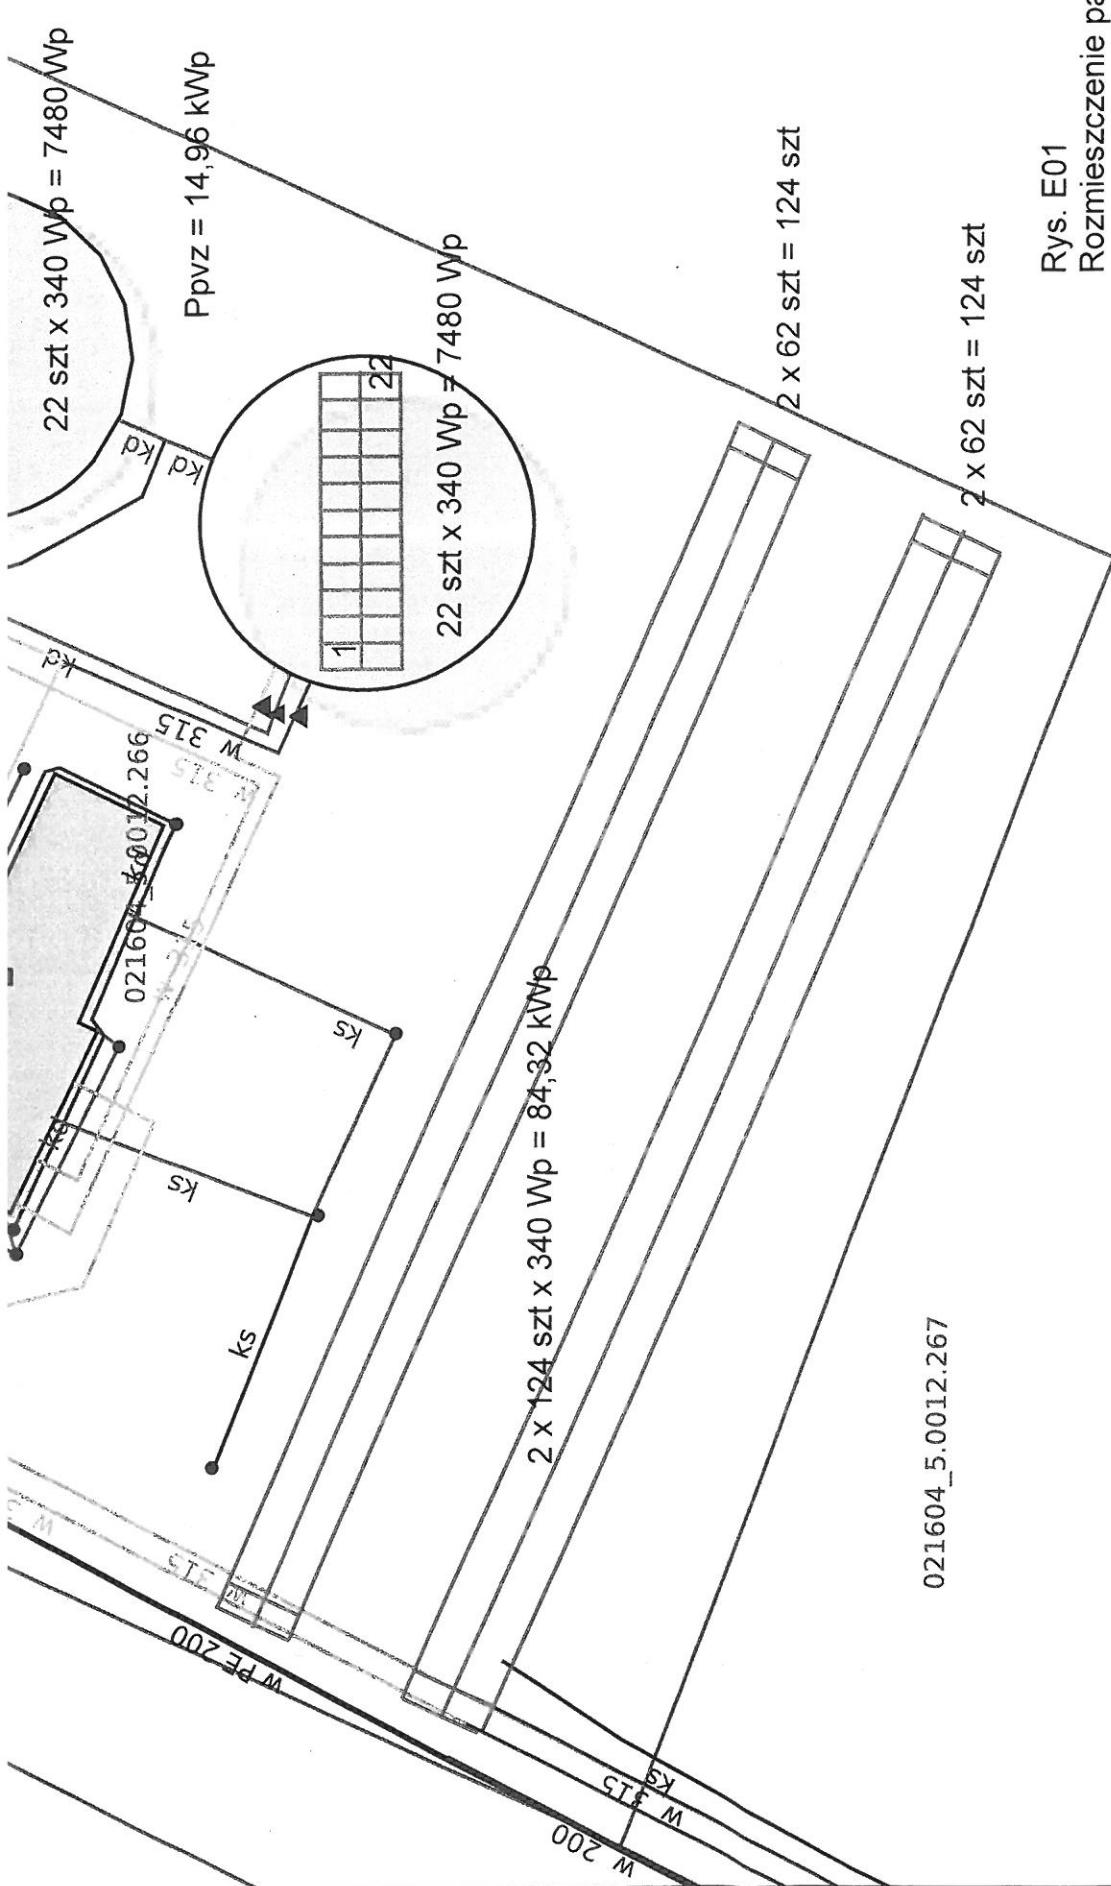 22 szt x 340 Wp = 7480 Wp
Ppvz = 14,96 kWp
kd
kd
22
1
22 szt x 340 Wp = 7480 Wp
kd
w 315
w 315
021604_5.0012.266
kd
ks
ks
ks
2 x 62 szt = 124 szt
2 x 62 szt = 124 szt
2 x 124 szt x 340 Wp = 84,32 kWp
w 315
w PE 200
w 315
ks
w 200
021604_5.0012.267
Rys. E01
Rozmieszczenie